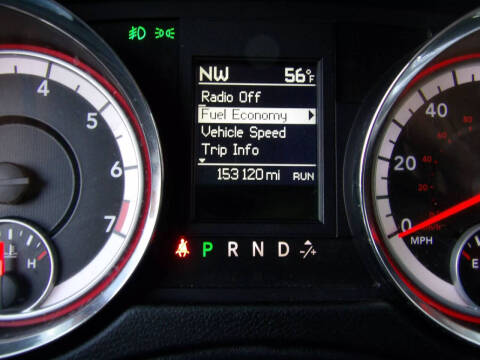 NW 56°F
Radio Off
Fuel Economy
Vehicle Speed
Trip Info
153120 mi RUN
P R N D -/+
4
5
6
7
H
40
20
0
MPH
E